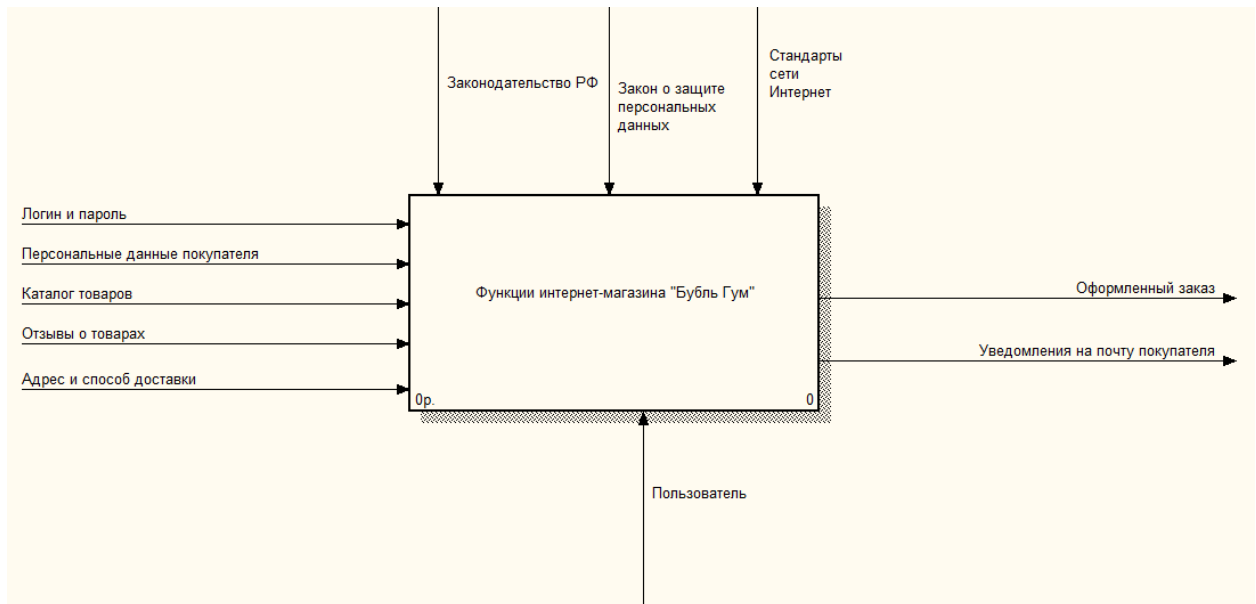 Законодательство РФ
Закон о защите
персональных
данных
Стандарты
сети
Интернет
Логин и пароль
Персональные данные покупателя
Каталог товаров
Отзывы о товарах
Адрес и способ доставки
Функции интернет-магазина "Бубль Гум"
0р.
0
Оформленный заказ
Уведомления на почту покупателя
Пользователь